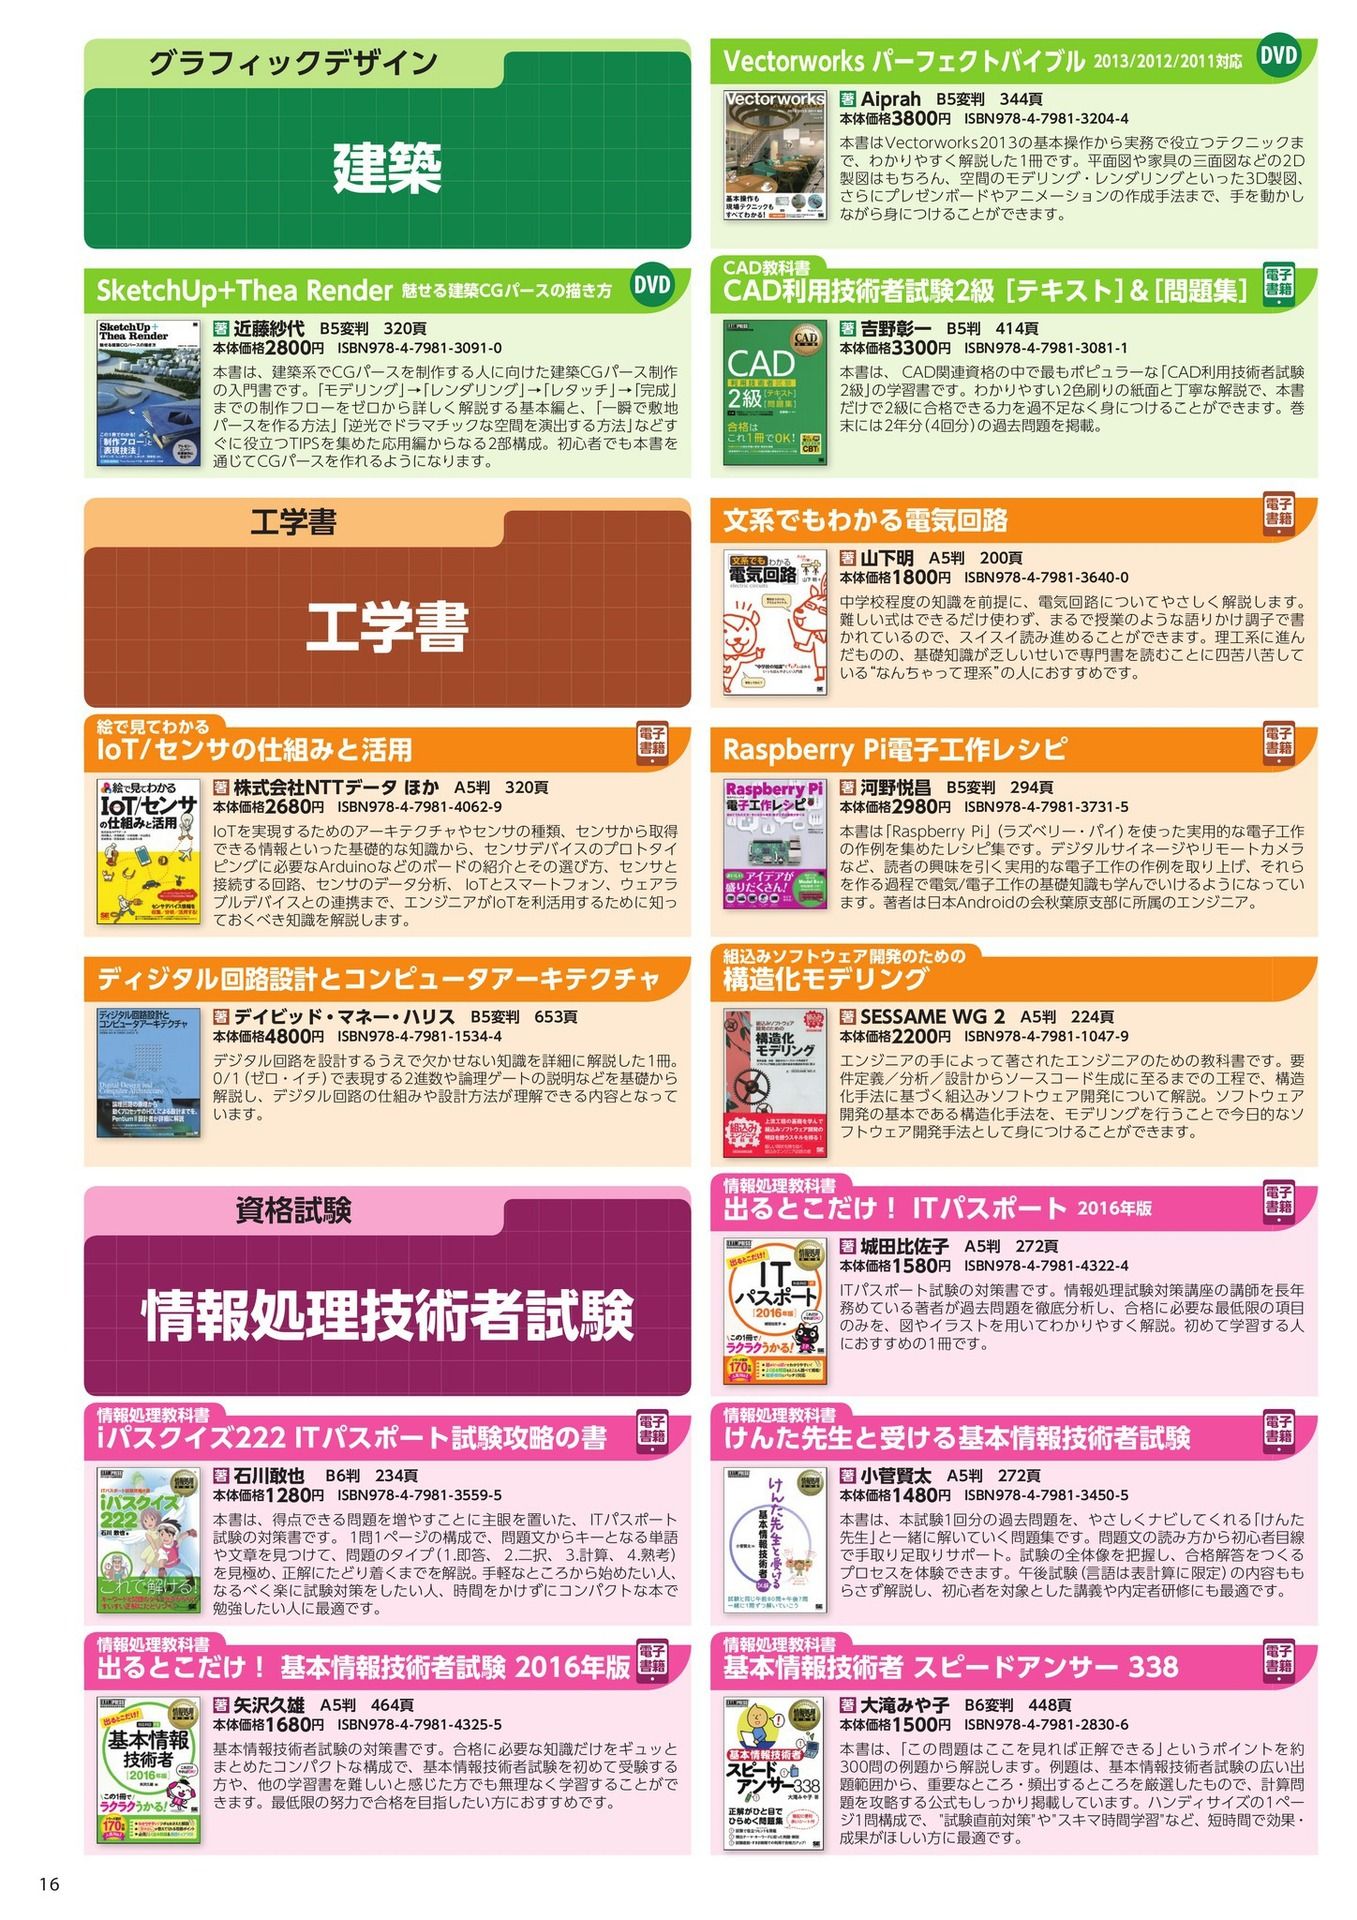 グラフィックデザイン
建築
Vectorworks パーフェクトバイブル 2013/2012/2011対応 DVD
著 Aiprah B5変判 344頁
本体価格3800円 ISBN978-4-7981-3204-4
本書はVectorworks2013の基本操作から実務で役立つテクニックま
で、わかりやすく解説した1冊です。平面図や家具の三面図などの2D
製図はもちろん、空間のモデリング・レンダリングといった3D製図、
さらにプレゼンボードやアニメーションの作成手法まで、手を動かし
ながら身につけることができます。
SketchUp+Thea Render 魅せる建築CGパースの描き方 DVD
著 近藤紗代 B5変判 320頁
本体価格2800円 ISBN978-4-7981-3091-0
本書は、建築系でCGパースを制作する人に向けた建築CGパース制作
の入門書です。「モデリング」→「レンダリング」→「レタッチ」→「完成」
までの制作フローをゼロから詳しく解説する基本編と、「一瞬で敷地
パースを作る方法」「逆光でドラマチックな空間を演出する方法」などす
ぐに役立つTIPSを集めた応用編からなる2部構成。初心者でも本書を
通じてCGパースを作れるようになります。
CAD教科書
CAD利用技術者試験2級［テキスト］&［問題集］ 電子書籍
著 吉野彰一 B5判 414頁
本体価格3300円 ISBN978-4-7981-3081-1
本書は、CAD関連資格の中で最もポピュラーな「CAD利用技術者試験
2級」の学習書です。わかりやすい2色刷りの紙面と丁寧な解説で、本書
だけで2級に合格できる力を過不足なく身につけることができます。巻
末には2年分（4回分）の過去問題を掲載。
工学書
工学書
文系でもわかる電気回路 電子書籍
著 山下明 A5判 200頁
本体価格1800円 ISBN978-4-7981-3640-0
中学校程度の知識を前提に、電気回路についてやさしく解説します。
難しい式はできるだけ使わず、まるで授業のような語りかけ調子で書
かれているので、スイスイ読み進めることができます。理工系に進ん
だものの、基礎知識が乏しいせいで専門書を読むことに四苦八苦して
いる“なんちゃって理系”の人におすすめです。
絵で見てわかる
IoT/センサの仕組みと活用 電子書籍
著 株式会社NTTデータ ほか A5判 320頁
本体価格2680円 ISBN978-4-7981-4062-9
IoTを実現するためのアーキテクチャやセンサの種類、センサから取得
できる情報といった基礎的な知識から、センサデバイスのプロトタイ
ピングに必要なArduinoなどのボードの紹介とその選び方、センサと
接続する回路、センサのデータ分析、IoTとスマートフォン、ウェアラ
ブルデバイスとの連携まで、エンジニアがIoTを利活用するために知っ
ておくべき知識を解説します。
Raspberry Pi電子工作レシピ 電子書籍
著 河野悦昌 B5変判 294頁
本体価格2980円 ISBN978-4-7981-3731-5
本書は「Raspberry Pi」（ラズベリー・パイ）を使った実用的な電子工作
の作例を集めたレシピ集です。デジタルサイネージやリモートカメラ
など、読者の興味を引く実用的な電子工作の作例を取り上げ、それら
を作る過程で電気/電子工作の基礎知識も学んでいけるようになってい
ます。著者は日本Androidの会秋葉原支部に所属のエンジニア。
ディジタル回路設計とコンピュータアーキテクチャ
著 デイビッド・マネー・ハリス B5変判 653頁
本体価格4800円 ISBN978-4-7981-1534-4
デジタル回路を設計するうえで欠かせない知識を詳細に解説した1冊。
0/1（ゼロ・イチ）で表現する2進数や論理ゲートの説明などを基礎から
解説し、デジタル回路の仕組みや設計方法が理解できる内容となって
います。
組込みソフトウェア開発のための
構造化モデリング
著 SESSAME WG 2 A5判 224頁
本体価格2200円 ISBN978-4-7981-1047-9
エンジニアの手によって著されたエンジニアのための教科書です。要
件定義／分析／設計からソースコード生成に至るまでの工程で、構造
化手法に基づく組込みソフトウェア開発について解説。ソフトウェア
開発の基本である構造化手法を、モデリングを行うことで今日的なソ
フトウェア開発手法として身につけることができます。
資格試験
情報処理技術者試験
情報処理教科書
出るとこだけ！ ITパスポート 2016年版 電子書籍
著 城田比佐子 A5判 272頁
本体価格1580円 ISBN978-4-7981-4322-4
ITパスポート試験の対策書です。情報処理試験対策講座の講師を長年
務めている著者が過去問題を徹底分析し、合格に必要な最低限の項目
のみを、図やイラストを用いてわかりやすく解説。初めて学習する人
におすすめの1冊です。
情報処理教科書
iパスクイズ222 ITパスポート試験攻略の書 電子書籍
著 石川敢也 B6判 234頁
本体価格1280円 ISBN978-4-7981-3559-5
本書は、得点できる問題を増やすことに主眼を置いた、ITパスポート
試験の対策書です。1問1ページの構成で、問題文からキーとなる単語
や文章を見つけて、問題のタイプ（1.即答、2.二択、3.計算、4.熟考）
を見極め、正解にたどり着くまでを解説。手軽なところから始めたい人、
なるべく楽に試験対策をしたい人、時間をかけずにコンパクトな本で
勉強したい人に最適です。
情報処理教科書
けんた先生と受ける基本情報技術者試験 電子書籍
著 小菅賢太 A5判 272頁
本体価格1480円 ISBN978-4-7981-3450-5
本書は、本試験1回分の過去問題を、やさしくナビしてくれる「けんた
先生」と一緒に解いていく問題集です。問題文の読み方から初心者目線
で手取り足取りサポート。試験の全体像を把握し、合格解答をつくる
プロセスを体験できます。午後試験（言語は表計算に限定）の内容もも
らさず解説し、初心者を対象とした講義や内定者研修にも最適です。
情報処理教科書
出るとこだけ！ 基本情報技術者試験 2016年版 電子書籍
著 矢沢久雄 A5判 464頁
本体価格1680円 ISBN978-4-7981-4325-5
基本情報技術者試験の対策書です。合格に必要な知識だけをギュッと
まとめたコンパクトな構成で、基本情報技術者試験を初めて受験する
方や、他の学習書を難しいと感じた方でも無理なく学習することがで
きます。最低限の努力で合格を目指したい方におすすめです。
情報処理教科書
基本情報技術者 スピードアンサー 338 電子書籍
著 大滝みや子 B6変判 448頁
本体価格1500円 ISBN978-4-7981-2830-6
本書は、「この問題はここを見れば正解できる」というポイントを約
300問の例題から解説します。例題は、基本情報技術者試験の広い出
題範囲から、重要なところ・頻出するところを厳選したもので、計算問
題を攻略する公式もしっかり掲載しています。ハンディサイズの1ペー
ジ1問構成で、"試験直前対策"や"スキマ時間学習"など、短時間で効果・
成果がほしい方に最適です。
16